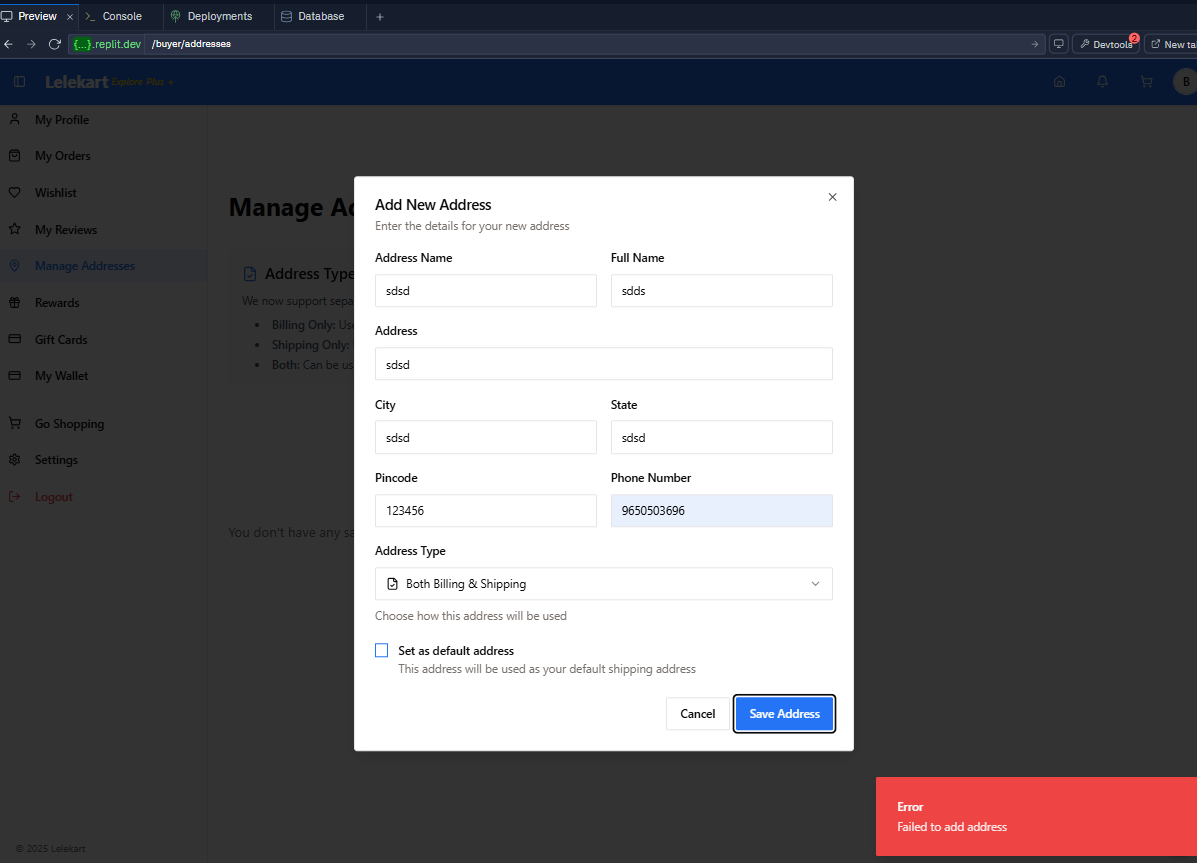 Preview × Console Deployments Database +
{...}.replit.dev /buyer/addresses Devtools 2 New ta
Lelekart Explore Plus + B
My Profile
My Orders
Wishlist
My Reviews
Manage Addresses
Rewards
Gift Cards
My Wallet
Go Shopping
Settings
Logout
© 2025 Lelekart
Manage Ad
Address Type
We now support sepa
• Billing Only: Use
• Shipping Only:
• Both: Can be us
You don't have any sa
Add New Address
Enter the details for your new address
Address Name Full Name
sdsd sdds
Address
sdsd
City State
sdsd sdsd
Pincode Phone Number
123456 9650503696
Address Type
Both Billing & Shipping
Choose how this address will be used
Set as default address
This address will be used as your default shipping address
Cancel Save Address
Error
Failed to add address